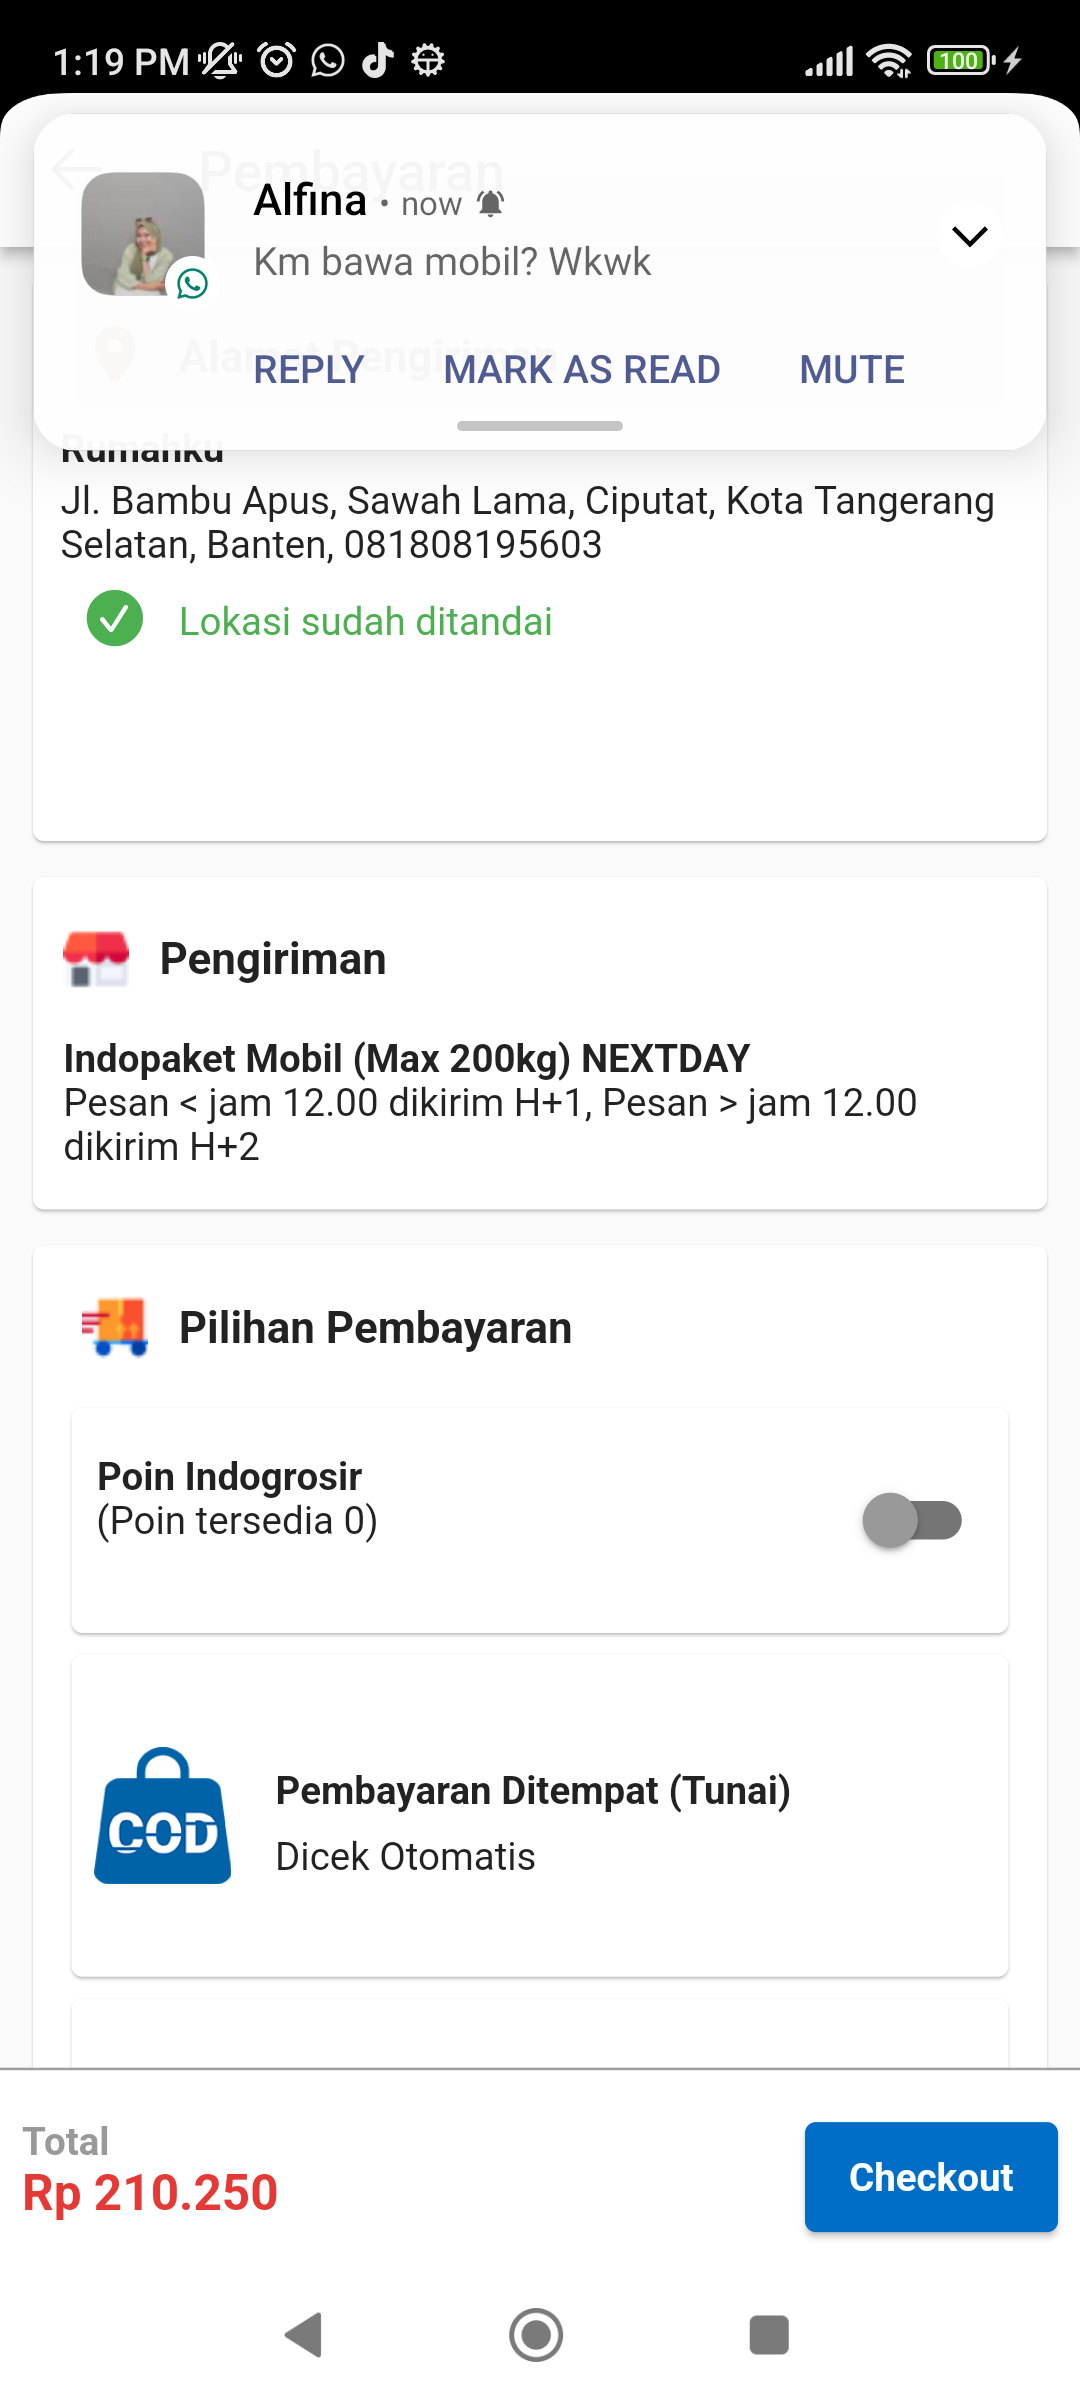 1:19 PM
100
Pembayaran
Alfina • now
Km bawa mobil? Wkwk
Alamat Pengiriman
REPLY MARK AS READ MUTE
Rumahku
Jl. Bambu Apus, Sawah Lama, Ciputat, Kota Tangerang
Selatan, Banten, 081808195603
Lokasi sudah ditandai
Pengiriman
Indopaket Mobil (Max 200kg) NEXTDAY
Pesan < jam 12.00 dikirim H+1, Pesan > jam 12.00
dikirim H+2
Pilihan Pembayaran
Poin Indogrosir
(Poin tersedia 0)
COD
Pembayaran Ditempat (Tunai)
Dicek Otomatis
Total
Rp 210.250
Checkout